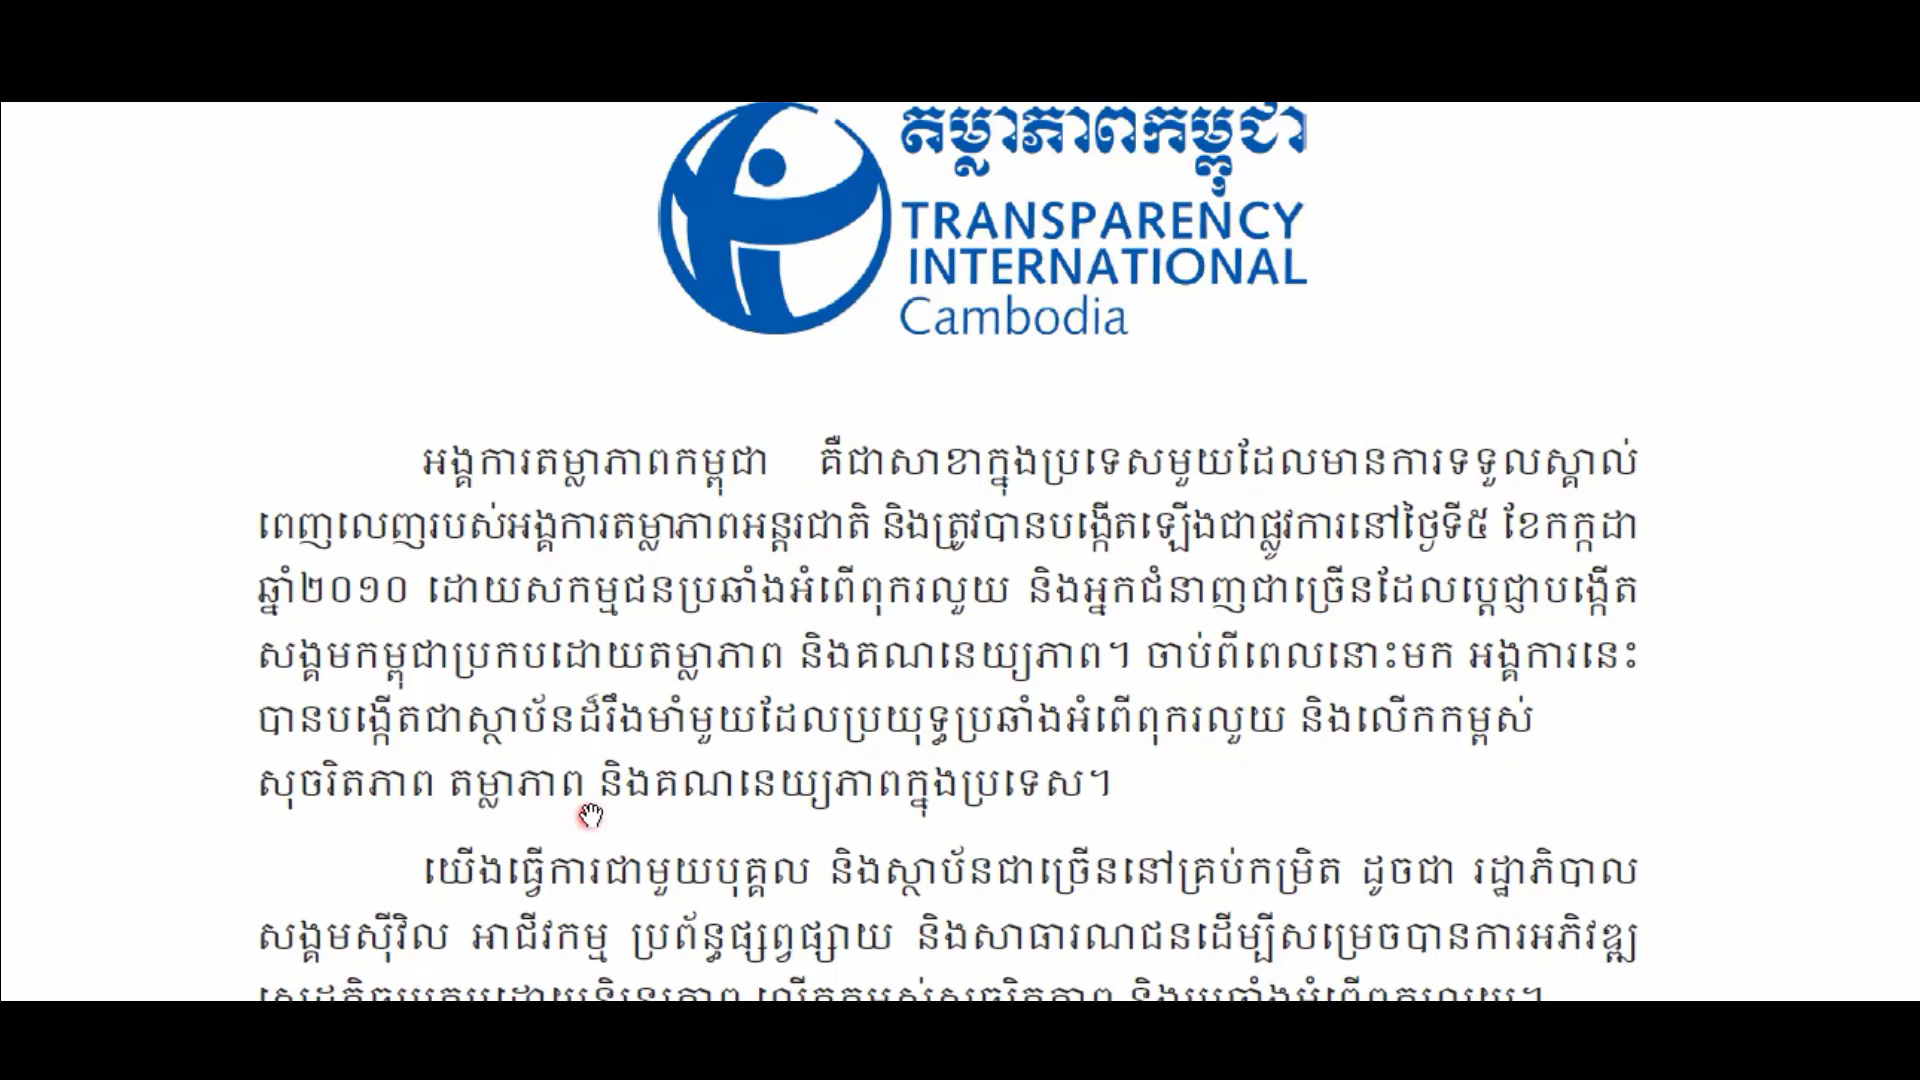 តម្លាភាពកម្ពុជា
TRANSPARENCY
INTERNATIONAL
Cambodia
អង្គការតម្លាភាពកម្ពុជា គឺជាសាខាក្នុងប្រទេសមួយដែលមានការទទួលស្គាល់
ពេញលេញរបស់អង្គការតម្លាភាពអន្តរជាតិ និងត្រូវបានបង្កើតឡើងជាផ្លូវការនៅថ្ងៃទី៥ ខែកក្កដា
ឆ្នាំ២០១០ ដោយសកម្មជនប្រឆាំងអំពើពុករលួយ និងអ្នកជំនាញជាច្រើនដែលប្តេជ្ញាបង្កើត
សង្គមកម្ពុជាប្រកបដោយតម្លាភាព និងគណនេយ្យភាព។ ចាប់ពីពេលនោះមក អង្គការនេះ
បានបង្កើតជាស្ថាប័នដ៏រឹងមាំមួយដែលប្រយុទ្ធប្រឆាំងអំពើពុករលួយ និងលើកកម្ពស់
សុចរិតភាព តម្លាភាព និងគណនេយ្យភាពក្នុងប្រទេស។
យើងធ្វើការជាមួយបុគ្គល និងស្ថាប័នជាច្រើននៅគ្រប់កម្រិត ដូចជា រដ្ឋាភិបាល
សង្គមស៊ីវិល អាជីវកម្ម ប្រព័ន្ធផ្សព្វផ្សាយ និងសាធារណជនដើម្បីសម្រេចបានការអភិវឌ្ឍ